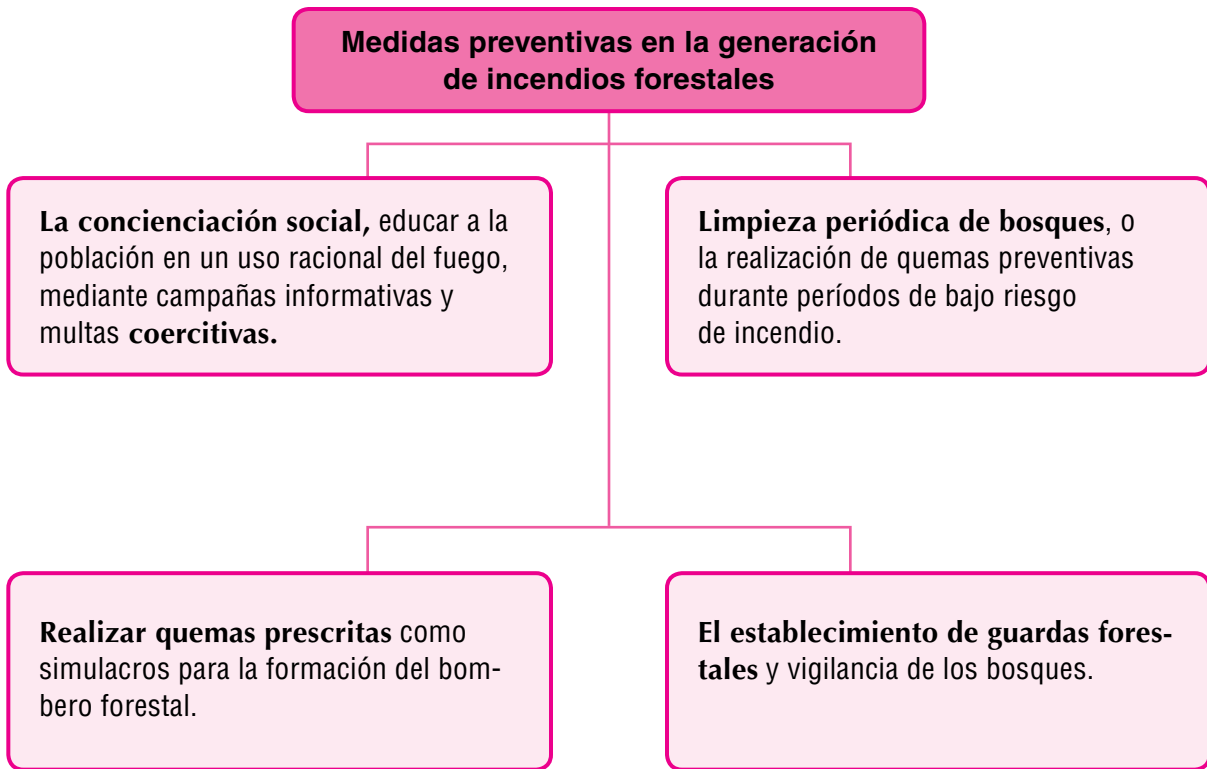 Medidas preventivas en la generación
de incendios forestales
La concienciación social, educar a la
población en un uso racional del fuego,
mediante campañas informativas y
multas coercitivas.
Limpieza periódica de bosques, o
la realización de quemas preventivas
durante períodos de bajo riesgo
de incendio.
Realizar quemas prescritas como
simulacros para la formación del bom-
bero forestal.
El establecimiento de guardas fores-
tales y vigilancia de los bosques.